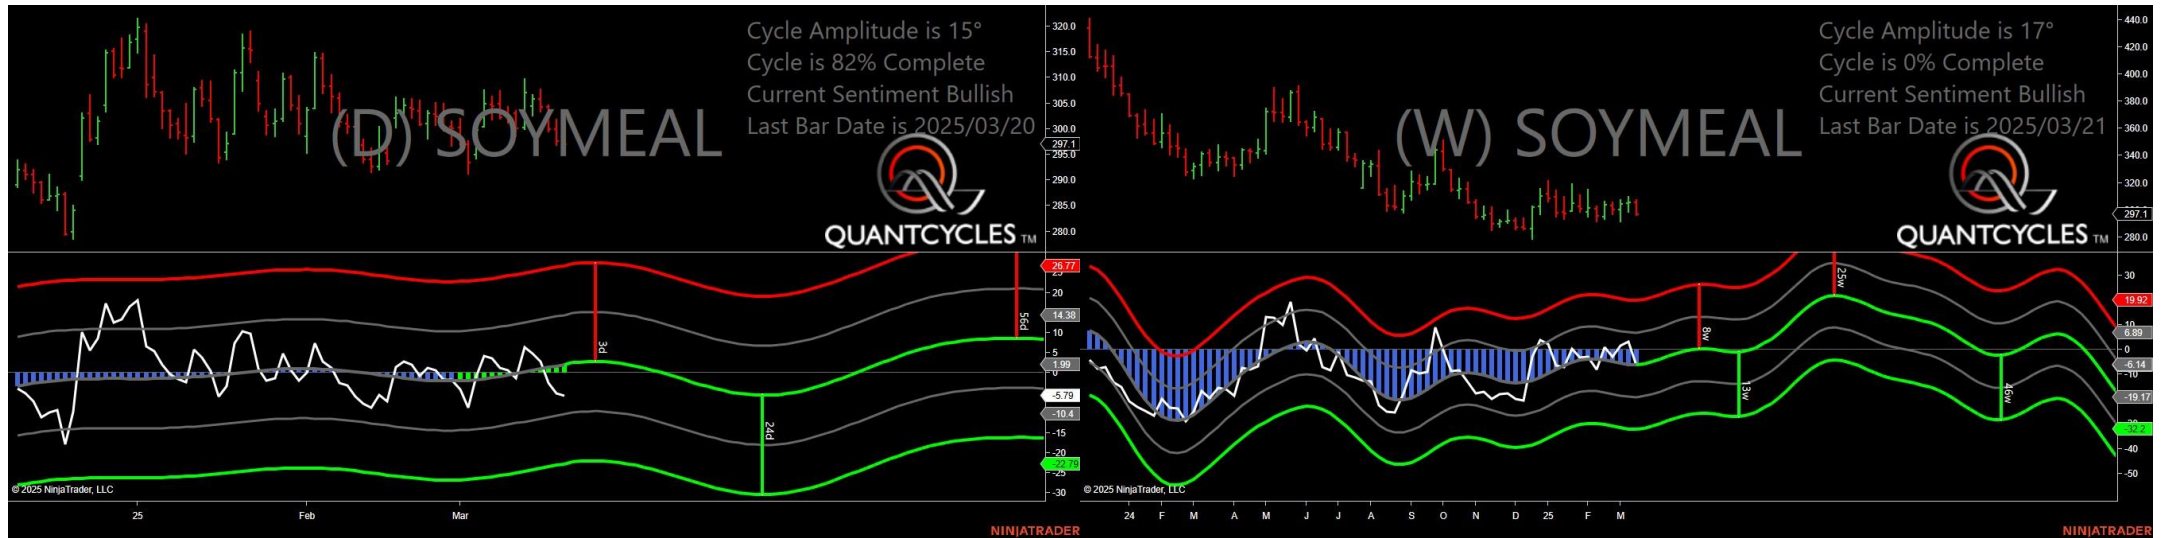 Cycle Amplitude is 15°
Cycle is 82% Complete
Current Sentiment Bullish
Last Bar Date is 2025/03/20
(D) SOYMEAL
QUANTCYCLES TM
320.0
315.0
310.0
305.0
300.0
297.1
295.0
290.0
285.0
280.0
26.77
20
14.38
10
5
1.99
-5.79
-10.4
-15
-20
-22.79
-25
-30
3d
24d
56d
© 2025 NinjaTrader, LLC
25 Feb Mar
NINJATRADER
Cycle Amplitude is 17°
Cycle is 0% Complete
Current Sentiment Bullish
Last Bar Date is 2025/03/21
(W) SOYMEAL
QUANTCYCLES TM
440.0
420.0
400.0
380.0
360.0
340.0
320.0
297.1
280.0
30
19.92
6.89
0
-6.14
-10
-19.17
-32.2
-40
-50
8w
13w
25w
46w
© 2025 NinjaTrader, LLC
24 F M A M J J A S O N D 25 F M
NINJATRADER